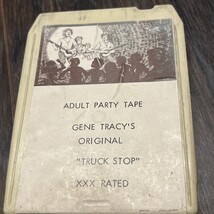 ADULT PARTY TAPE
GENE TRACY'S
ORIGINAL
"TRUCK STOP"
XXX RATED